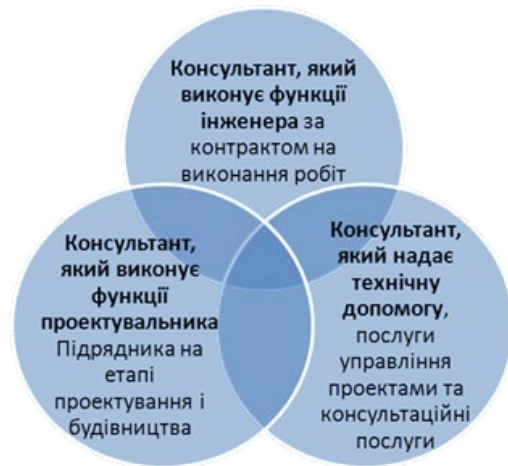 Консультант, який
виконує функції
інженера за
контрактом на
виконання робіт
Консультант,
який виконує
функції
проектувальника
Підрядника на
етапі
проектування і
будівництва
Консультант,
який надає
технічну
допомогу,
послуги
управління
проектами та
консультаційні
послуги